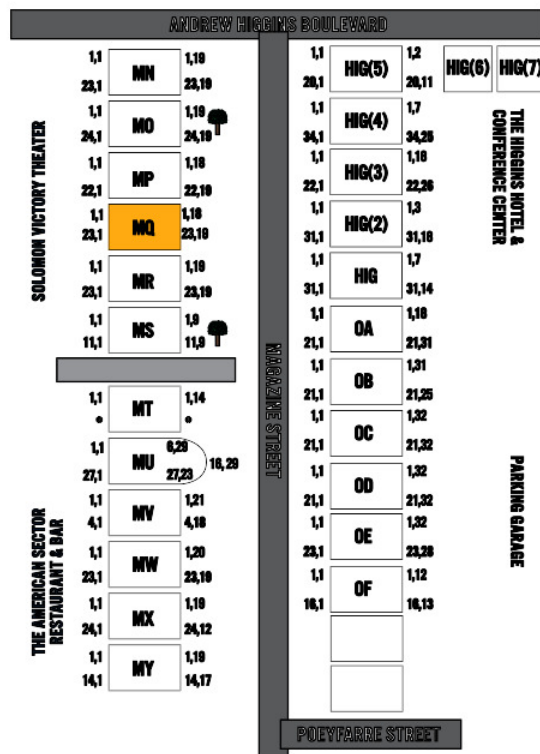 ANDREW HIGGINS BOULEVARD
SOLOMON VICTORY THEATER
1,1 1,19
MN
23,1 23,19
1,1 1,19
MO
24,1 24,19
1,1 1,18
MP
22,1 22,19
1,1 1,18
MQ
23,1 23,19
1,1 1,19
MR
23,1 23,19
1,1 1,9
MS
11,1 11,9
THE AMERICAN SECTOR
RESTAURANT & BAR
1,1 1,14
MT
* *
1,1 6,29
MU 16,29
27,1 27,23
1,1 1,21
MV
4,1 4,18
1,1 1,20
MW
23,1 23,19
1,1 1,19
MX
24,1 24,12
1,1 1,19
MY
14,1 14,17
MAGAZINE STREET
1,1 1,2
HIG(5) HIG(6) HIG(7)
20,1 20,11
1,1 1,7
HIG(4)
34,1 34,25
1,1 1,18
HIG(3)
22,1 22,26
1,1 1,3
HIG(2)
31,1 31,16
1,1 1,7
HIG
31,1 31,14
1,1 1,18
OA
21,1 21,31
1,1 1,31
OB
21,1 21,25
1,1 1,32
OC
21,1 21,32
1,1 1,32
OD
21,1 21,32
1,1 1,32
OE
23,1 23,28
1,1 1,12
OF
16,1 16,13
THE HIGGINS HOTEL &
CONFERENCE CENTER
PARKING GARAGE
POEYFARRE STREET